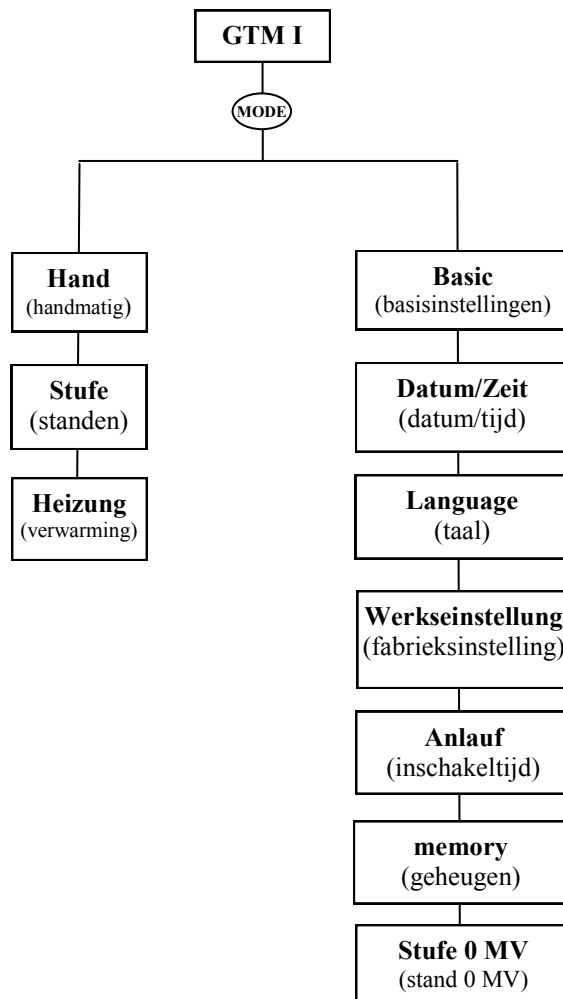 GTM I
MODE
Hand
(handmatig)
Stufe
(standen)
Heizung
(verwarming)
Basic
(basisinstellingen)
Datum/Zeit
(datum/tijd)
Language
(taal)
Werkseinstellung
(fabrieksinstelling)
Anlauf
(inschakeltijd)
memory
(geheugen)
Stufe 0 MV
(stand 0 MV)